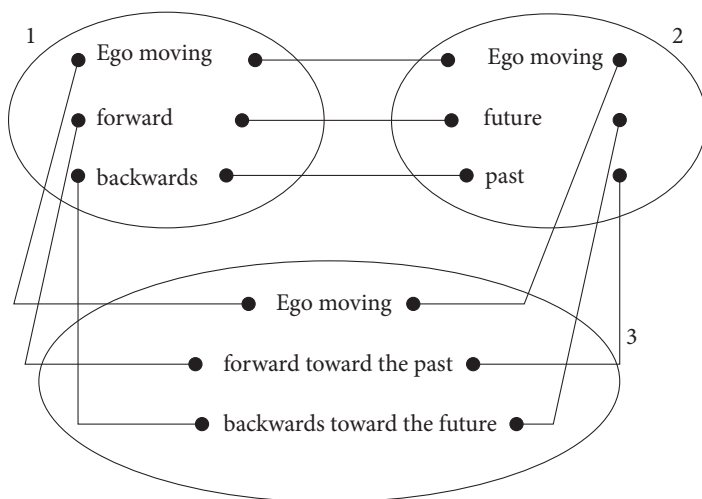 1
Ego moving
forward
backwards
2
Ego moving
future
past
3
Ego moving
forward toward the past
backwards toward the future